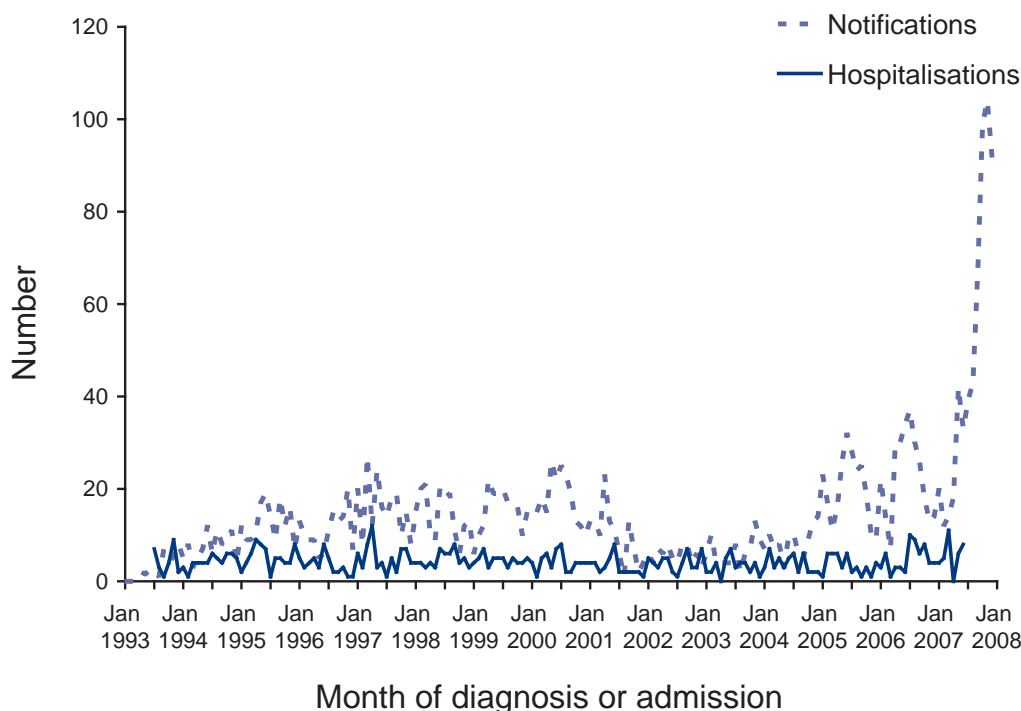 Notifications
Hospitalisations
120
100
80
60
40
20
0
Number
Jan Jan Jan Jan Jan Jan Jan Jan Jan Jan Jan Jan Jan Jan Jan Jan
1993 1994 1995 1996 1997 1998 1999 2000 2001 2002 2003 2004 2005 2006 2007 2008
Month of diagnosis or admission